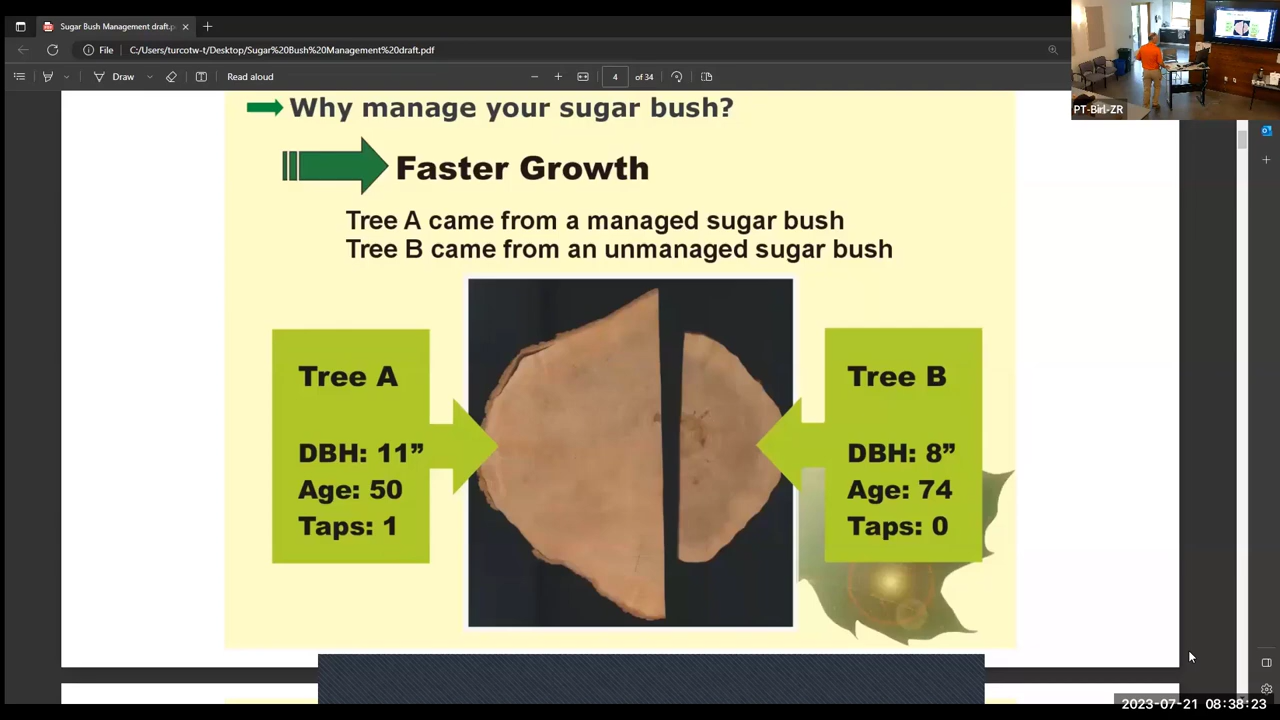 Sugar Bush Management draft.p
File
C:/Users/turcotw-t/Desktop/Sugar%20Bush%20Management%20draft.pdf
Draw
Read aloud
4
of 34
PT-Birl-ZR
Why manage your sugar bush?
Faster Growth
Tree A came from a managed sugar bush
Tree B came from an unmanaged sugar bush
Tree A
DBH: 11”
Age: 50
Taps: 1
Tree B
DBH: 8”
Age: 74
Taps: 0
2023-07-21 08:38:23